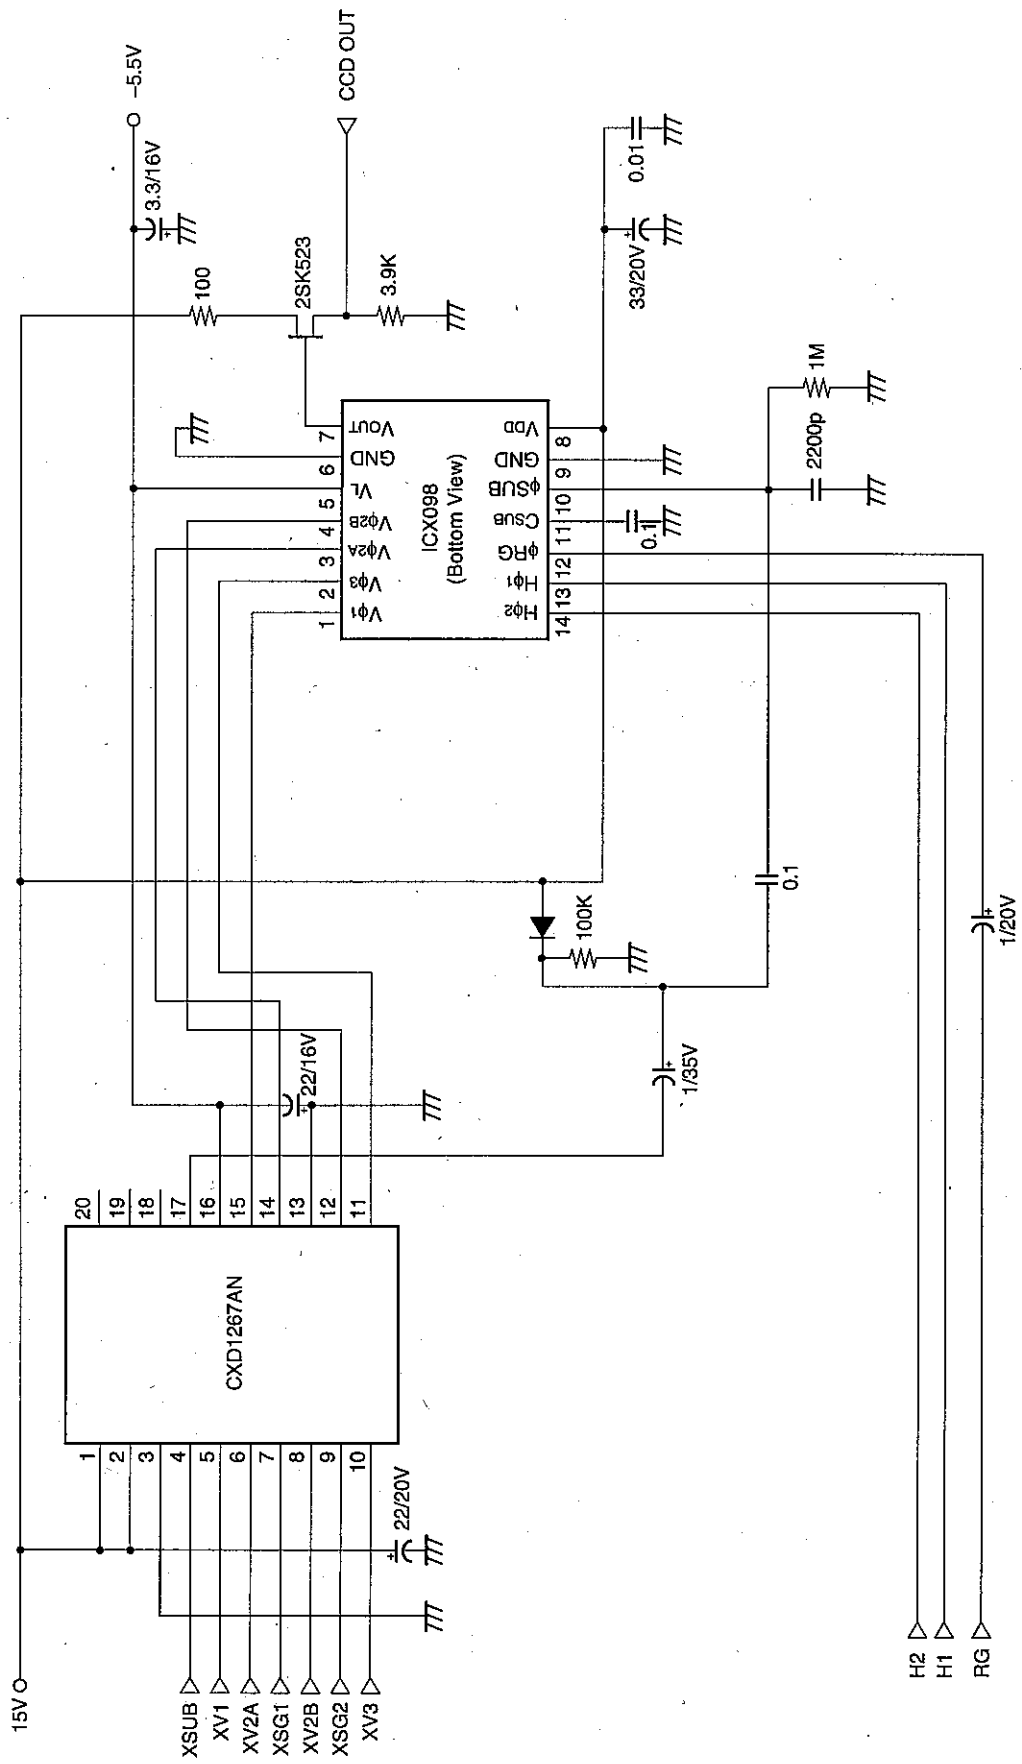 15V
-5.5V
3.3/16V
CCD OUT
100
2SK523
3.9K
CXD1267AN
1
2
3
4
5
6
7
8
9
10
20
19
18
17
16
15
14
13
12
11
XSUB
XV1
XV2A
XSG1
XV2B
XSG2
XV3
22/20V
22/16V
1/35V
100K
0.1
ICX098
(Bottom View)
1 Vφ1
2 Vφ3
3 Vφ2A
4 Vφ2B
5 VL
6 GND
7 VOUT
14 Hφ2
13 Hφ1
12 φRG
11 CSUB
10 φSUB
9 GND
8 VDD
0.1
33/20V
0.01
2200p
1M
1/20V
H2
H1
RG